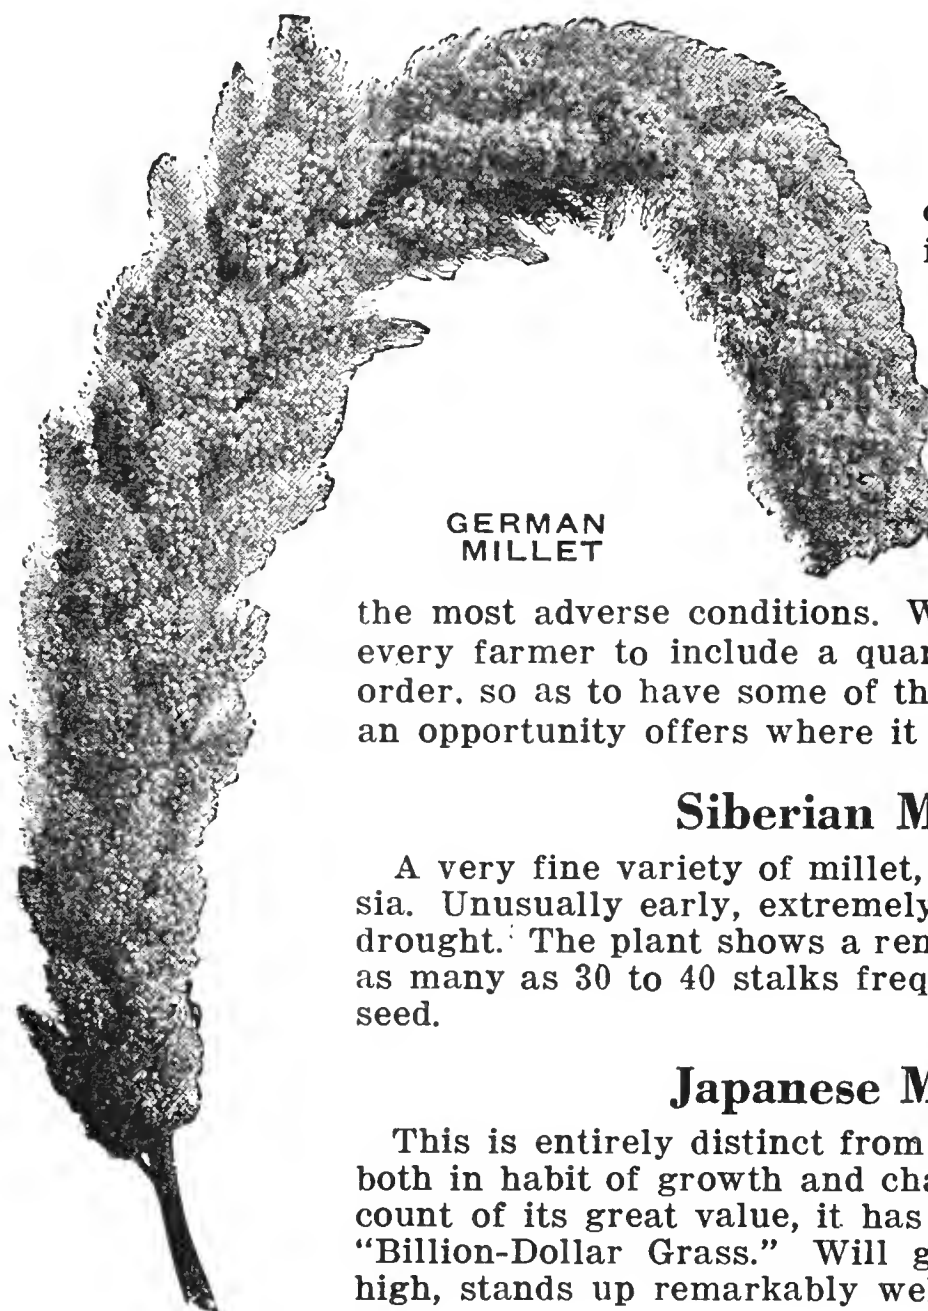 GERMAN
MILLET
the most adverse conditions.
every farmer to include a
order. so as to have some of
an opportunity offers where it
Siberian
A very fine variety of millet,
sia. Unusually early, extremely
drought. The plant shows a
as many as 30 to 40 stalks
seed.
Japanese
This is entirely distinct from
both in habit of growth and
count of its great value, it has
"Billion-Dollar Grass." Will
high, stands up remarkably